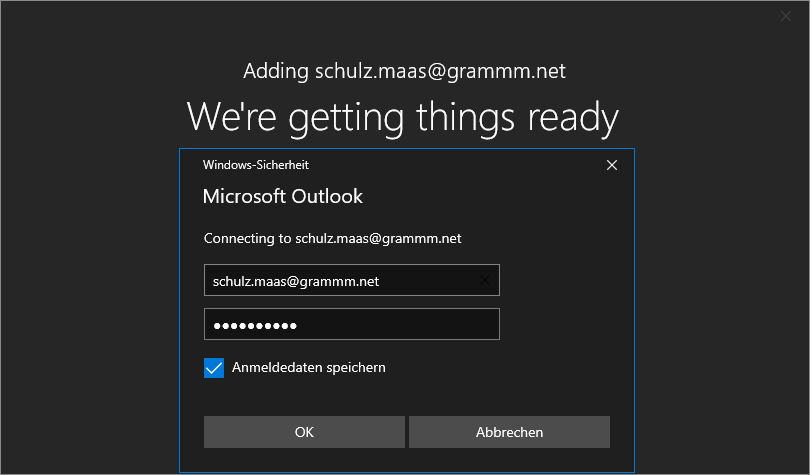 Adding schulz.maas@grammm.net
We're getting things ready
Windows-Sicherheit
Microsoft Outlook
Connecting to schulz.maas@grammm.net
schulz.maas@grammm.net
●●●●●●●●●●
Anmeldedaten speichern
OK
Abbrechen